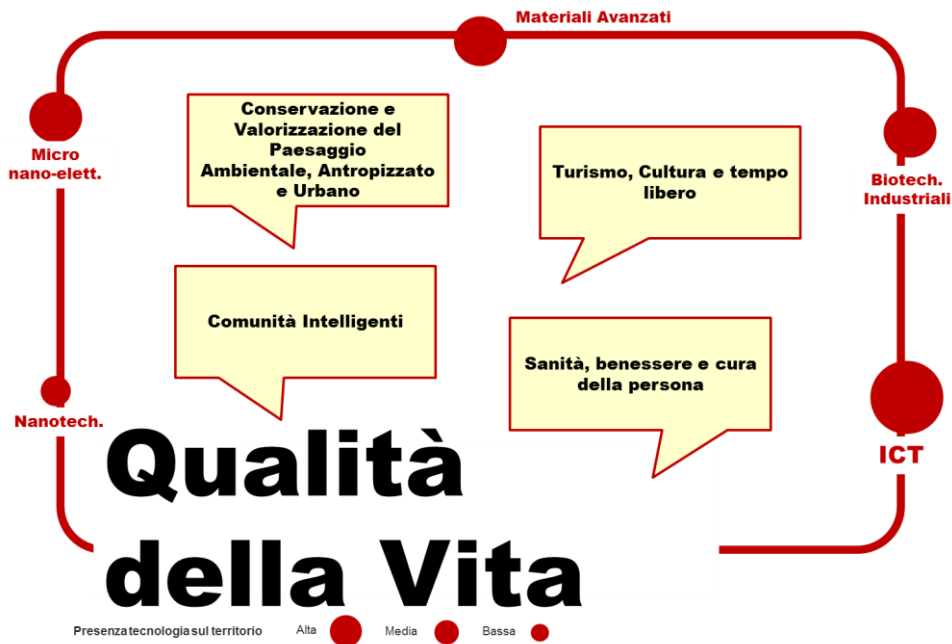 Materiali Avanzati
Conservazione e
Valorizzazione del
Paesaggio
Ambientale, Antropizzato
e Urbano
Turismo, Cultura e tempo
libero
Micro
nano-elett.
Biotech.
Industriali
Comunità Intelligenti
Sanità, benessere e cura
della persona
Nanotech.
ICT
Qualità
della Vita
Presenza tecnologia sul territorio Alta Media Bassa